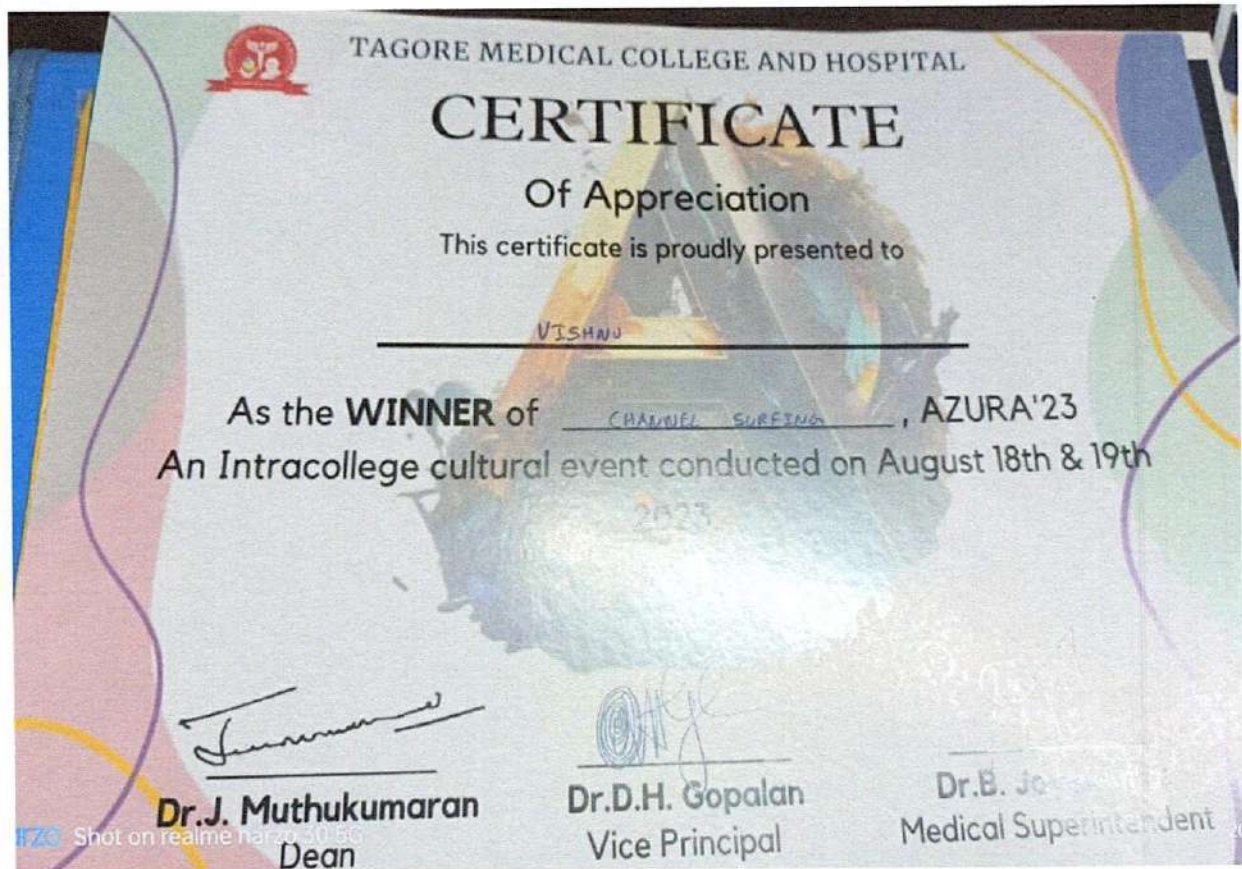 TAGORE MEDICAL COLLEGE AND HOSPITAL
CERTIFICATE
Of Appreciation
This certificate is proudly presented to
VISHNU
As the WINNER of CHANNEL SURFING , AZURA'23
An Intracollege cultural event conducted on August 18th & 19th
2023
Dr.J. Muthukumaran
Dean
Dr.D.H. Gopalan
Vice Principal
Dr.B.
Medical Superintendent
Shot on realme narzo 50 5G